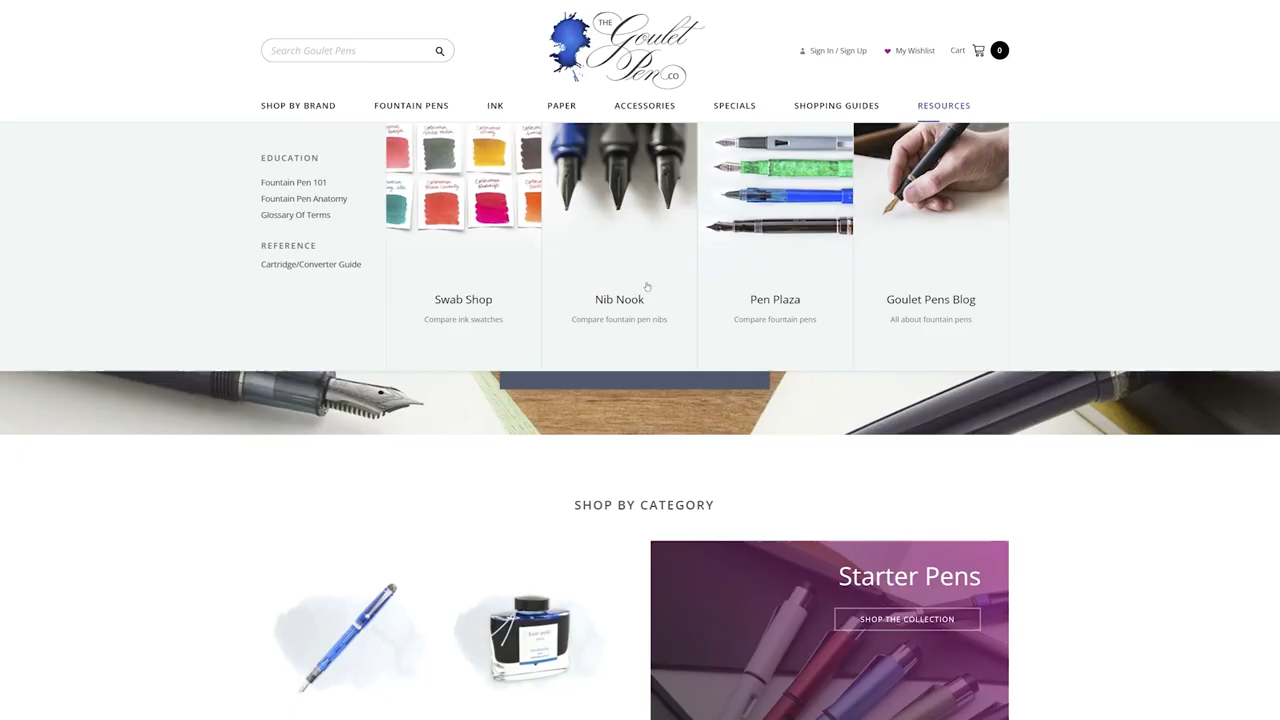 Search Goulet Pens
THE
Goulet
Pen CO
Sign In / Sign Up
My Wishlist
Cart
0
SHOP BY BRAND
FOUNTAIN PENS
INK
PAPER
ACCESSORIES
SPECIALS
SHOPPING GUIDES
RESOURCES
EDUCATION
Fountain Pen 101
Fountain Pen Anatomy
Glossary Of Terms
REFERENCE
Cartridge/Converter Guide
Swab Shop
Compare ink swatches
Nib Nook
Compare fountain pen nibs
Pen Plaza
Compare fountain pens
Goulet Pens Blog
All about fountain pens
SHOP BY CATEGORY
Starter Pens
SHOP THE COLLECTION